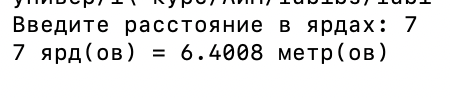 Введите расстояние в ярдах: 7
7 ярд(ов) = 6.4008 метр(ов)